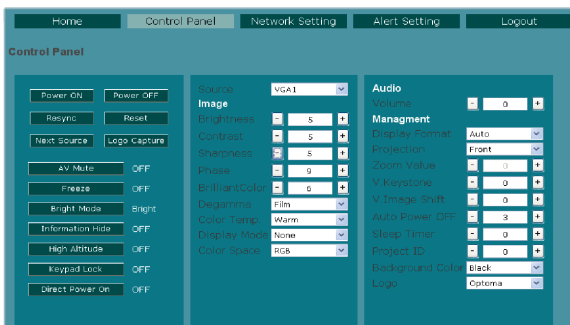 Home Control Panel Network Setting Alert Setting Logout
Control Panel
Power ON Power OFF
Resync Reset
Next Source Logo Capture
AV Mute OFF
Freeze OFF
Bright Mode Bright
Information Hide OFF
High Altitude OFF
Keypad Lock OFF
Direct Power On OFF
Source VGA1
Image
Brightness - 5 +
Contrast - 5 +
Sharpness - 5 +
Phase - 9 +
BrilliantColor - 6 +
Degamma Film
Color Temp. Warm
Display Mode None
Color Space RGB
Audio
Volume - 0 +
Managment
Display Format Auto
Projection Front
Zoom Value - 0 +
V.Keystone - 0 +
V.Image Shift - 0 +
Auto Power OFF - 3 +
Sleep Timer - 0 +
Project ID - 0 +
Background Color Black
Logo Optoma